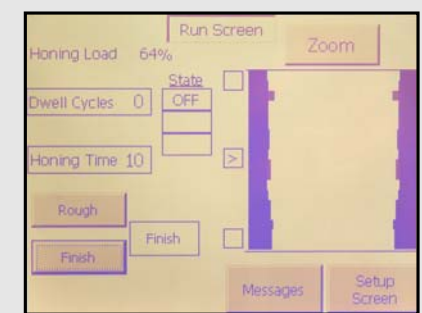 Run Screen
Zoom
Honing Load 64%
State
Dwell Cycles 0
OFF
Honing Time 10
>
Rough
Finish
Finish
Messages
Setup
Screen